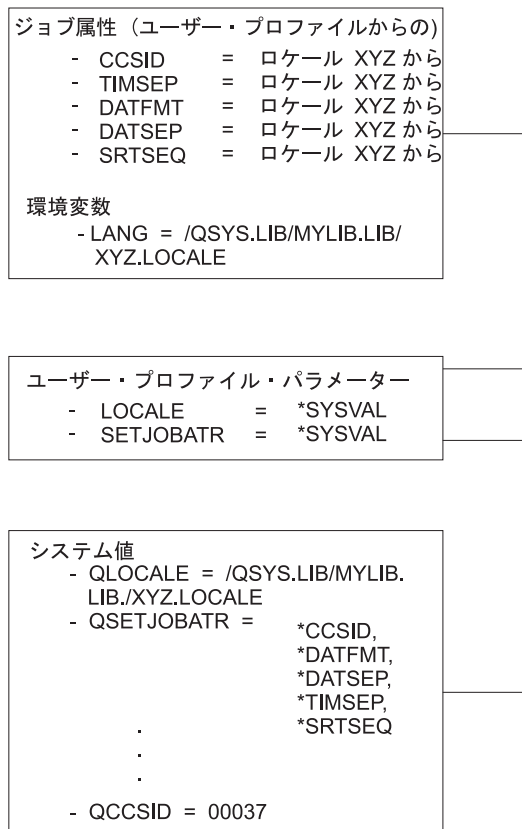 ジョブ属性 (ユーザー・プロファイルからの)
- CCSID = ロケール XYZ から
- TIMSEP = ロケール XYZ から
- DATFMT = ロケール XYZ から
- DATSEP = ロケール XYZ から
- SRTSEQ = ロケール XYZ から
環境変数
- LANG = /QSYS.LIB/MYLIB.LIB/
XYZ.LOCALE
ユーザー・プロファイル・パラメーター
- LOCALE = *SYSVAL
- SETJOBATR = *SYSVAL
システム値
- QLOCALE = /QSYS.LIB/MYLIB.
LIB./XYZ.LOCALE
- QSETJOBATR = *CCSID,
*DATFMT,
*DATSEP,
*TIMSEP,
*SRTSEQ
.
.
.
- QCCSID = 00037